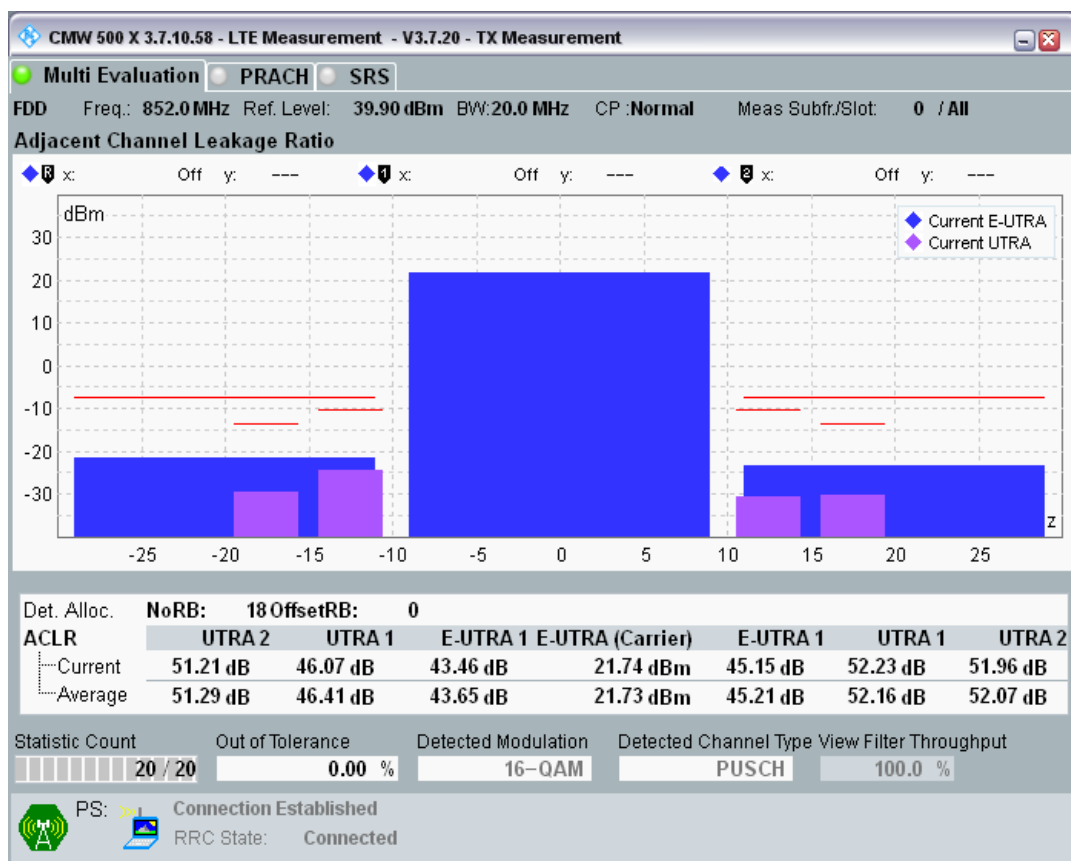 CMW 500 X 3.7.10.58 - LTE Measurement - V3.7.20 - TX Measurement
Multi Evaluation PRACH SRS
FDD Freq.: 852.0 MHz Ref. Level: 39.90 dBm BW:20.0 MHz CP :Normal Meas Subfr./Slot: 0 / All
Adjacent Channel Leakage Ratio
R x: Off y: --- 1 x: Off y: --- 2 x: Off y: ---
dBm
Current E-UTRA
Current UTRA
30
20
10
0
-10
-20
-30
z
-25 -20 -15 -10 -5 0 5 10 15 20 25
Det. Alloc. NoRB: 18 OffsetRB: 0
ACLR UTRA 2 UTRA 1 E-UTRA 1 E-UTRA (Carrier) E-UTRA 1 UTRA 1 UTRA 2
Current 51.21 dB 46.07 dB 43.46 dB 21.74 dBm 45.15 dB 52.23 dB 51.96 dB
Average 51.29 dB 46.41 dB 43.65 dB 21.73 dBm 45.21 dB 52.16 dB 52.07 dB
Statistic Count Out of Tolerance Detected Modulation Detected Channel Type View Filter Throughput
20 / 20 0.00 % 16-QAM PUSCH 100.0 %
PS: Connection Established
RRC State: Connected